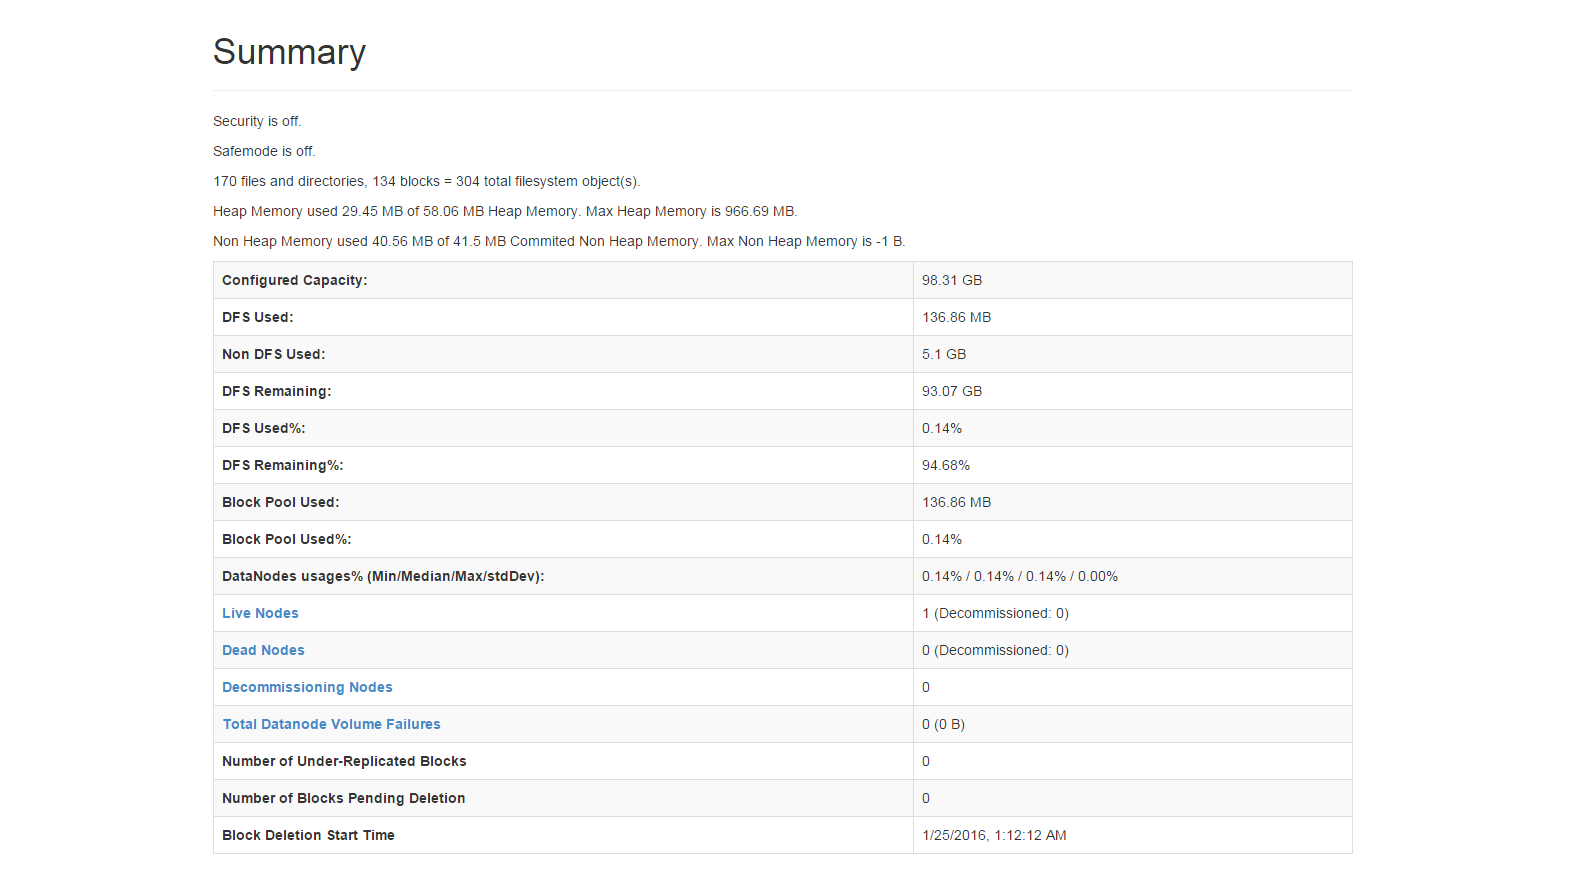 Summary
Security is off.
Safemode is off.
170 files and directories, 134 blocks = 304 total filesystem object(s).
Heap Memory used 29.45 MB of 58.06 MB Heap Memory. Max Heap Memory is 966.69 MB.
Non Heap Memory used 40.56 MB of 41.5 MB Commited Non Heap Memory. Max Non Heap Memory is -1 B.
Configured Capacity: 98.31 GB
DFS Used: 136.86 MB
Non DFS Used: 5.1 GB
DFS Remaining: 93.07 GB
DFS Used%: 0.14%
DFS Remaining%: 94.68%
Block Pool Used: 136.86 MB
Block Pool Used%: 0.14%
DataNodes usages% (Min/Median/Max/stdDev): 0.14% / 0.14% / 0.14% / 0.00%
Live Nodes 1 (Decommissioned: 0)
Dead Nodes 0 (Decommissioned: 0)
Decommissioning Nodes 0
Total Datanode Volume Failures 0 (0 B)
Number of Under-Replicated Blocks 0
Number of Blocks Pending Deletion 0
Block Deletion Start Time 1/25/2016, 1:12:12 AM